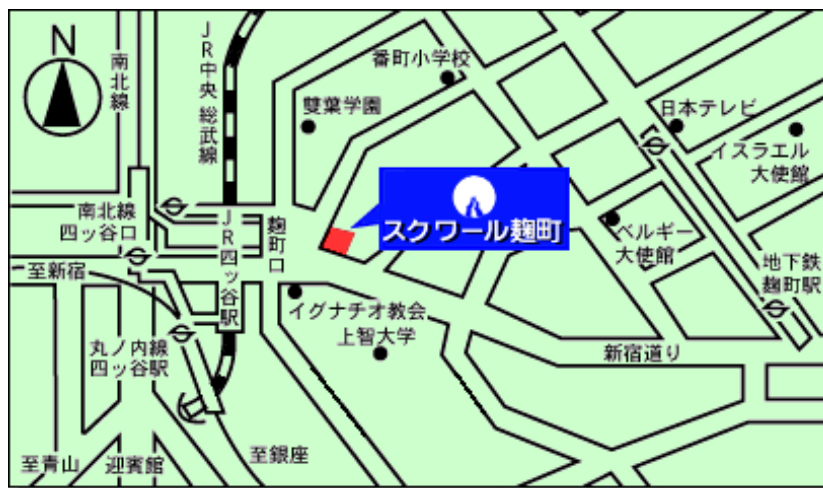 N
南北線
JR中央 総武線
番町小学校
雙葉学園
日本テレビ
イスラエル
大使館
スクワール麹町
南北線
四ッ谷口
JR四ッ谷駅
麹町口
ベルギー
大使館
至新宿
地下鉄
麹町駅
イグナチオ教会
上智大学
丸ノ内線
四ッ谷駅
新宿通り
至青山
迎賓館
至銀座